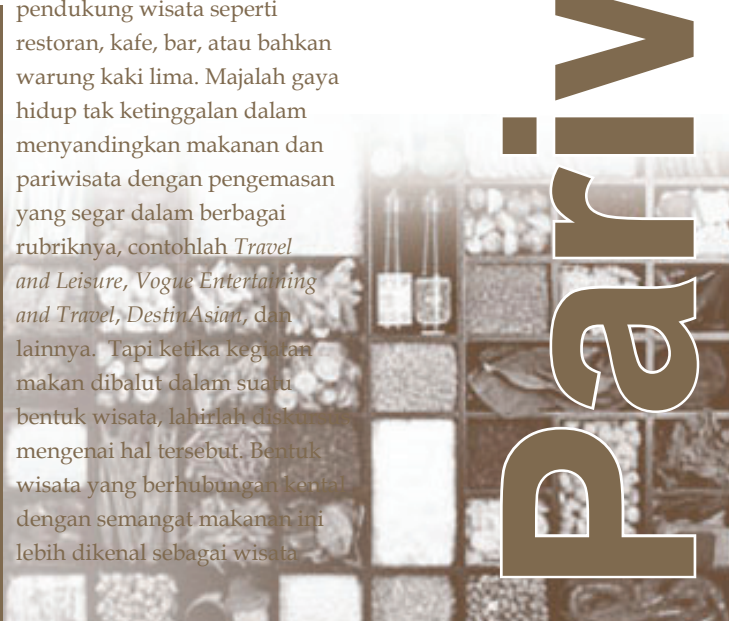 pendukung wisata seperti
restoran, kafe, bar, atau bahkan
warung kaki lima. Majalah gaya
hidup tak ketinggalan dalam
menyandingkan makanan dan
pariwisata dengan pengemasan
yang segar dalam berbagai
rubriknya, contohlah Travel
and Leisure, Vogue Entertaining
and Travel, DestinAsian, dan
lainnya. Tapi ketika kegiatan
makan dibalut dalam suatu
bentuk wisata, lahirlah
mengenai hal tersebut. Bentuk
wisata yang berhubungan kental
dengan semangat makanan ini
lebih dikenal sebagai wisata
Pariw